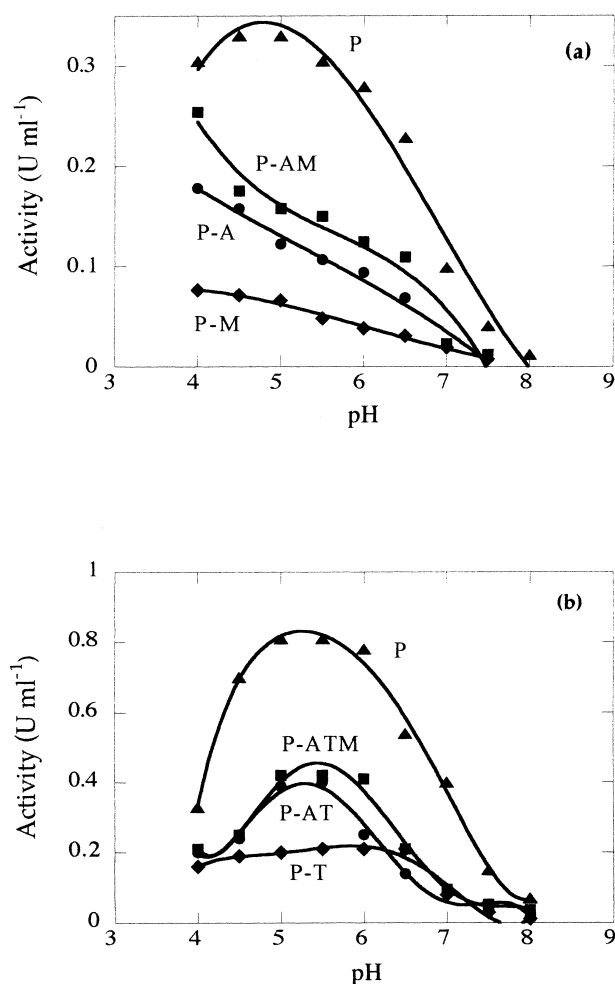 (a)
P
0.3
P-AM
0.2
P-A
0.1
P-M
0
3 4 5 6 7 8 9
pH
Activity (U ml⁻¹)
1
(b)
P
0.8
0.6
P-ATM
0.4
P-AT
0.2
P-T
0
3 4 5 6 7 8 9
pH
Activity (U ml⁻¹)